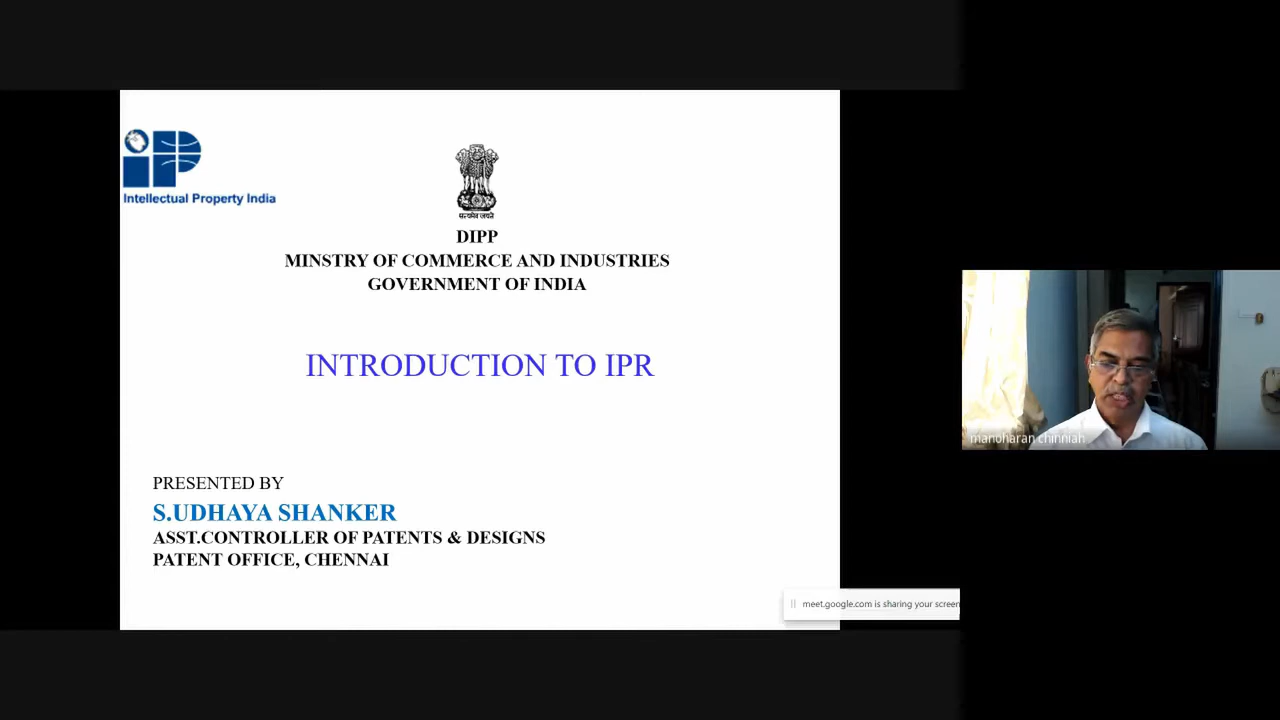 iP
Intellectual Property India
सत्यमेव जयते
DIPP
MINSTRY OF COMMERCE AND INDUSTRIES
GOVERNMENT OF INDIA
INTRODUCTION TO IPR
PRESENTED BY
S.UDHAYA SHANKER
ASST.CONTROLLER OF PATENTS & DESIGNS
PATENT OFFICE, CHENNAI
meet.google.com is sharing your screen
manoharan chinniah